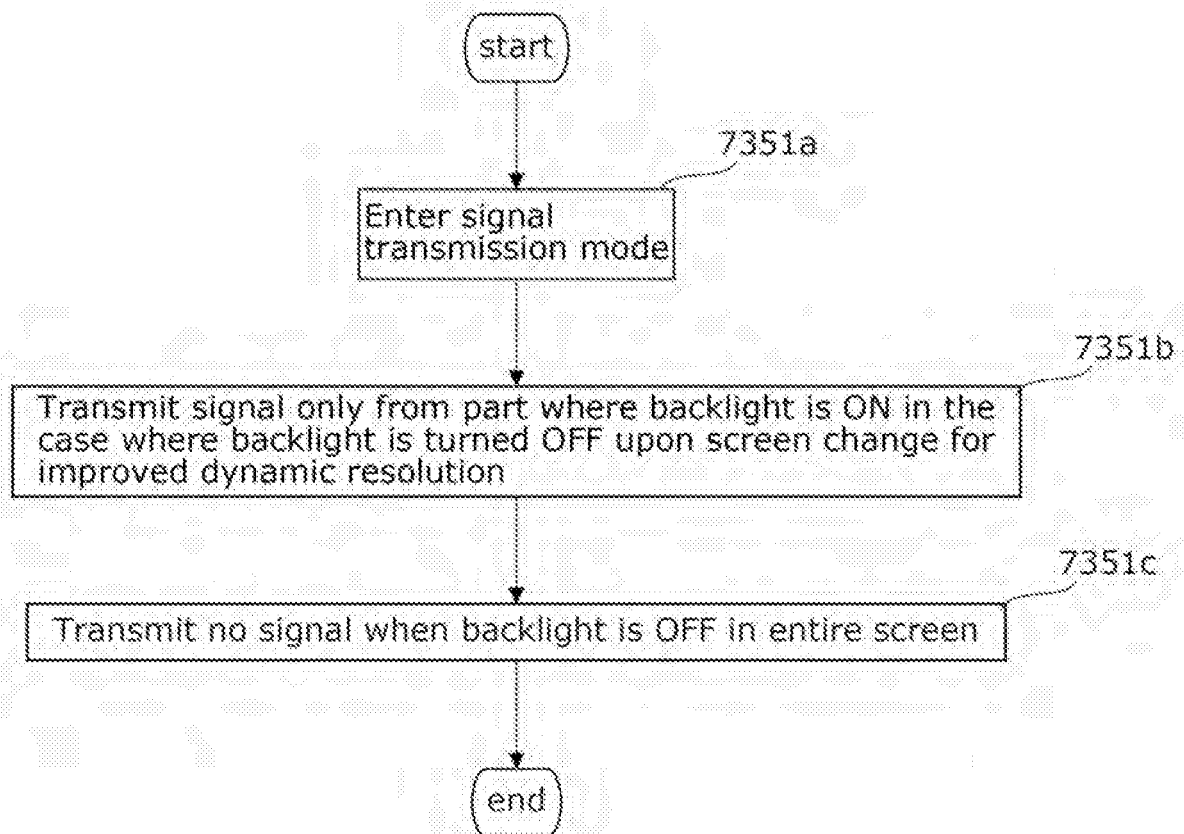 start
7351a
Enter signal
transmission mode
7351b
Transmit signal only from part where backlight is ON in the
case where backlight is turned OFF upon screen change for
improved dynamic resolution
7351c
Transmit no signal when backlight is OFF in entire screen
end